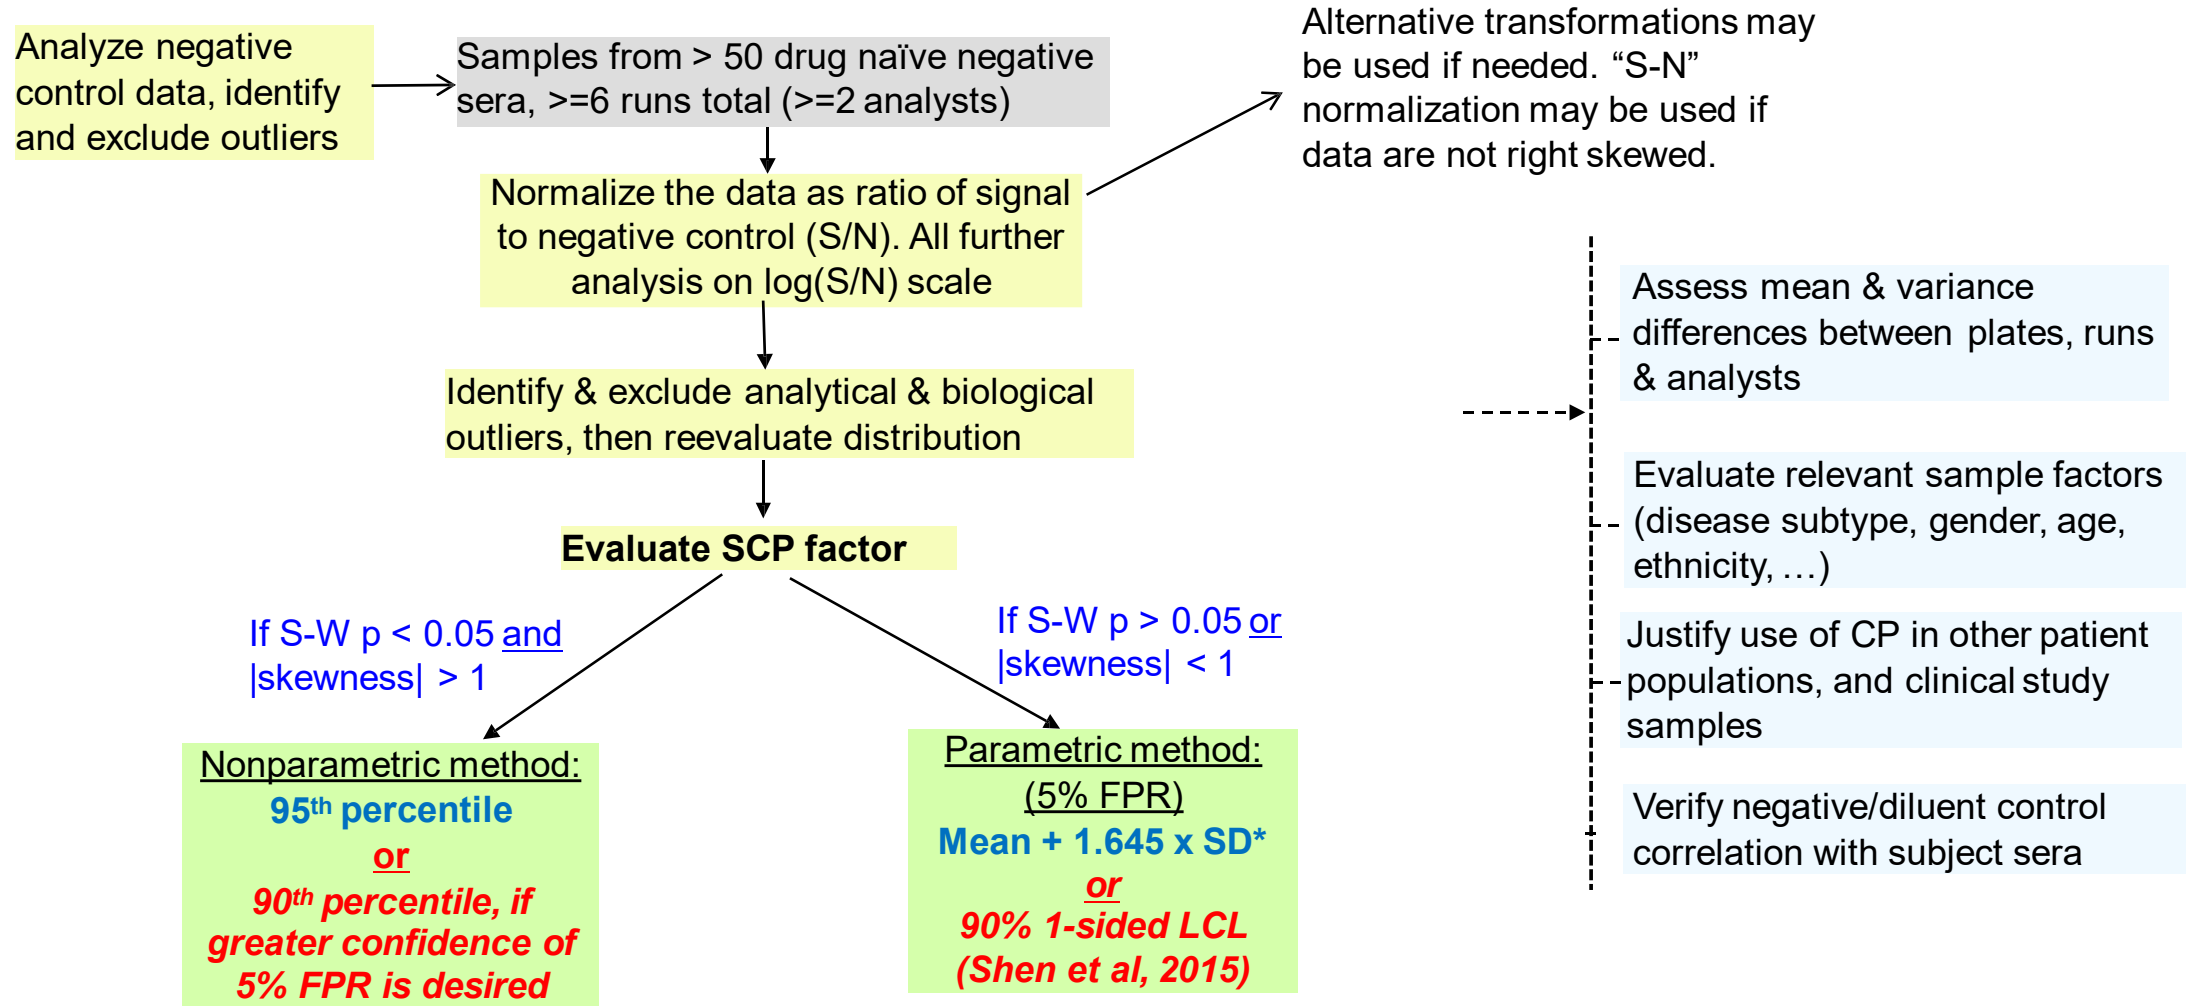 Analyze negative
control data, identify
and exclude outliers
Samples from > 50 drug naïve negative
sera, >=6 runs total (>=2 analysts)
Alternative transformations may
be used if needed. “S-N”
normalization may be used if
data are not right skewed.
Normalize the data as ratio of signal
to negative control (S/N). All further
analysis on log(S/N) scale
Identify & exclude analytical & biological
outliers, then reevaluate distribution
Evaluate SCP factor
If S-W p < 0.05 and
|skewness| > 1
If S-W p > 0.05 or
|skewness| < 1
Nonparametric method:
95th percentile
or
90th percentile, if
greater confidence of
5% FPR is desired
Parametric method:
(5% FPR)
Mean + 1.645 x SD*
or
90% 1-sided LCL
(Shen et al, 2015)
Assess mean & variance
differences between plates, runs
& analysts
Evaluate relevant sample factors
(disease subtype, gender, age,
ethnicity, …)
Justify use of CP in other patient
populations, and clinical study
samples
Verify negative/diluent control
correlation with subject sera